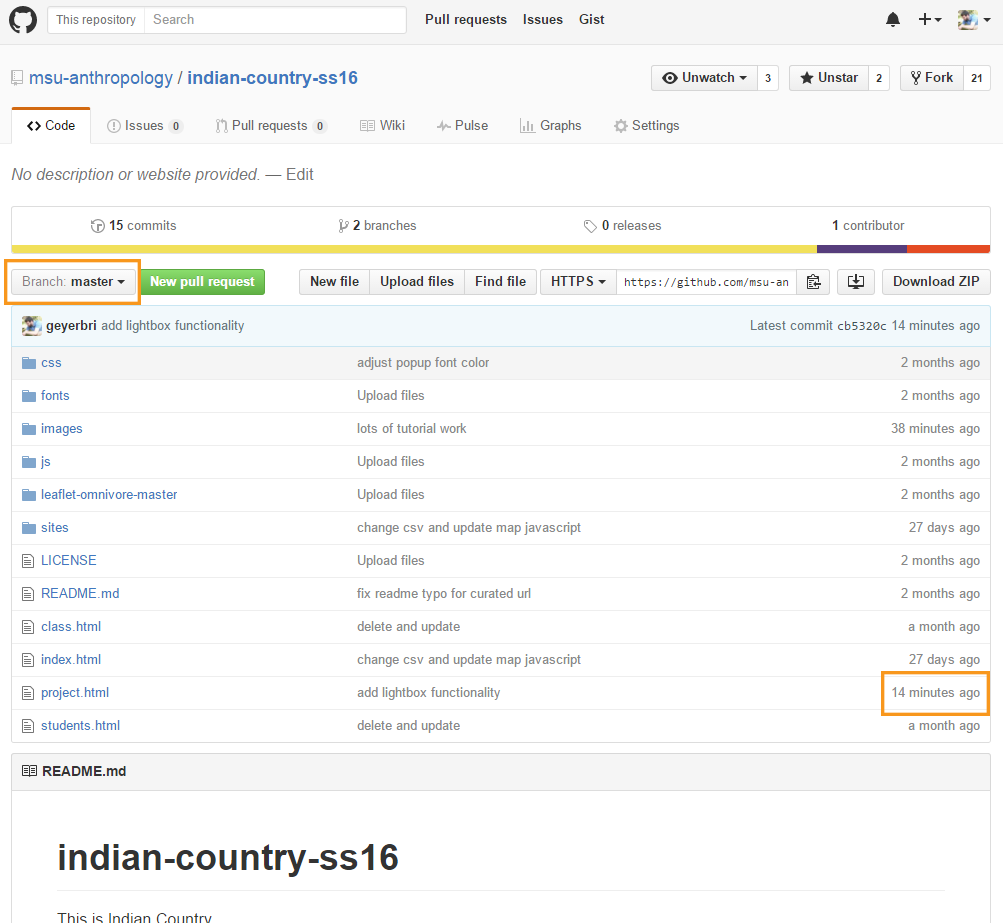 This repository Search Pull requests Issues Gist
msu-anthropology / indian-country-ss16 Unwatch 3 Unstar 2 Fork 21
Code Issues 0 Pull requests 0 Wiki Pulse Graphs Settings
No description or website provided. — Edit
15 commits 2 branches 0 releases 1 contributor
Branch: master New pull request New file Upload files Find file HTTPS https://github.com/msu-an Download ZIP
geyerbri add lightbox functionality Latest commit cb5320c 14 minutes ago
css adjust popup font color 2 months ago
fonts Upload files 2 months ago
images lots of tutorial work 38 minutes ago
js Upload files 2 months ago
leaflet-omnivore-master Upload files 2 months ago
sites change csv and update map javascript 27 days ago
LICENSE Upload files 2 months ago
README.md fix readme typo for curated url 2 months ago
class.html delete and update a month ago
index.html change csv and update map javascript 27 days ago
project.html add lightbox functionality 14 minutes ago
students.html delete and update a month ago
README.md
indian-country-ss16
This is Indian Country